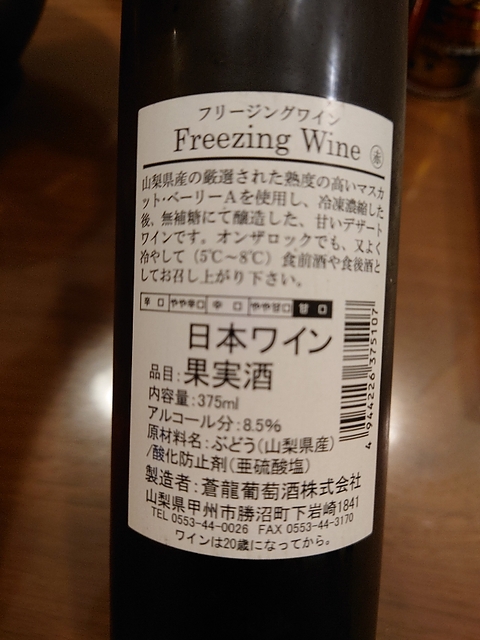 フリージングワイン
Freezing Wine 赤
山梨県産の厳選された熟度の高いマスカ
ット・ベーリーAを使用し、冷凍濃縮した
後、無補糖にて醸造した、甘いデザート
ワインです。オンザロックでも、又よく
冷やして(5℃〜8℃)食前酒や食後酒と
してお召し上がり下さい。
辛口 やや辛口 中口 やや甘口 甘口
日本ワイン
品目:果実酒
内容量:375ml
アルコール分:8.5%
原材料名:ぶどう(山梨県産)
/酸化防止剤(亜硫酸塩)
製造者:蒼龍葡萄酒株式会社
山梨県甲州市勝沼町下岩崎1841
TEL 0553-44-0026 FAX 0553-44-3170
ワインは20歳になってから。
4 944226 375107